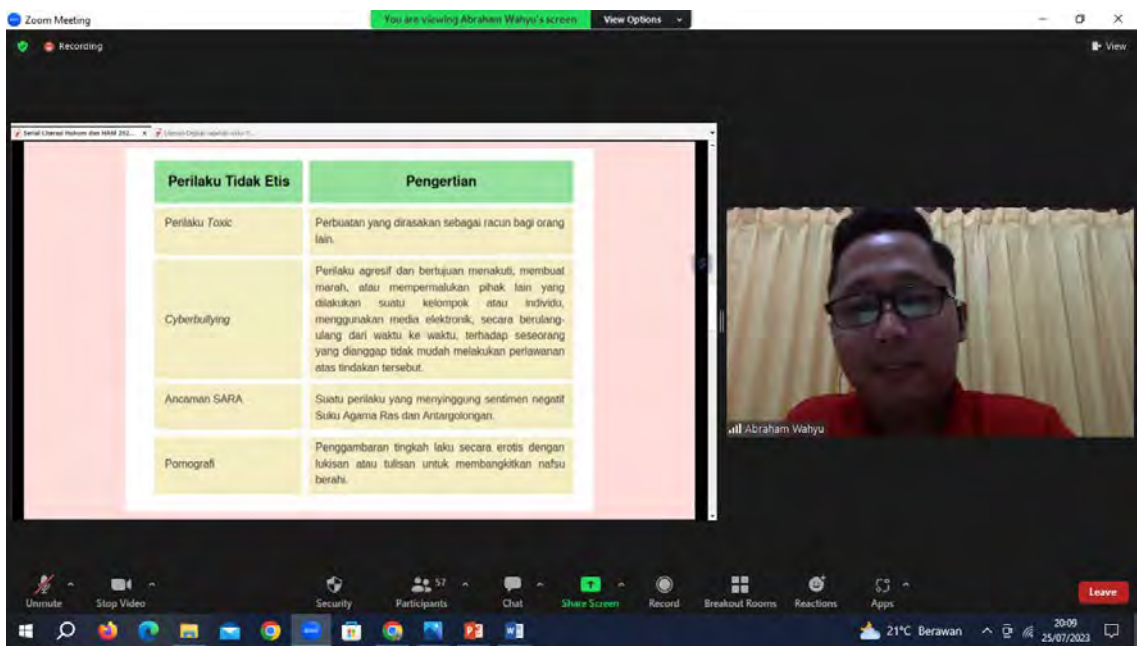 Zoom Meeting
You are viewing Abraham Wahyu's screen
View Options
Recording
View
Serial Literasi Hukum dan HAM 202...
Perilaku Tidak Etis
Pengertian
Perilaku Toxic
Perbuatan yang dirasakan sebagai racun bagi orang
lain.
Cyberbullying
Perilaku agresif dan bertujuan menakuti, membuat
marah, atau mempermalukan pihak lain yang
dilakukan suatu kelompok atau individu,
menggunakan media elektronik, secara berulang-
ulang dari waktu ke waktu, terhadap seseorang
yang dianggap tidak mudah melakukan perlawanan
atas tindakan tersebut.
Ancaman SARA
Suatu perilaku yang menyinggung sentimen negatif
Suku Agama Ras dan Antargolongan.
Pornografi
Penggambaran tingkah laku secara erotis dengan
lukisan atau tulisan untuk membangkitkan nafsu
berahi.
Abraham Wahyu
Unmute
Stop Video
Security
57
Participants
Chat
Share Screen
Record
Breakout Rooms
Reactions
Apps
Leave
21°C Berawan
20:09
25/07/2023